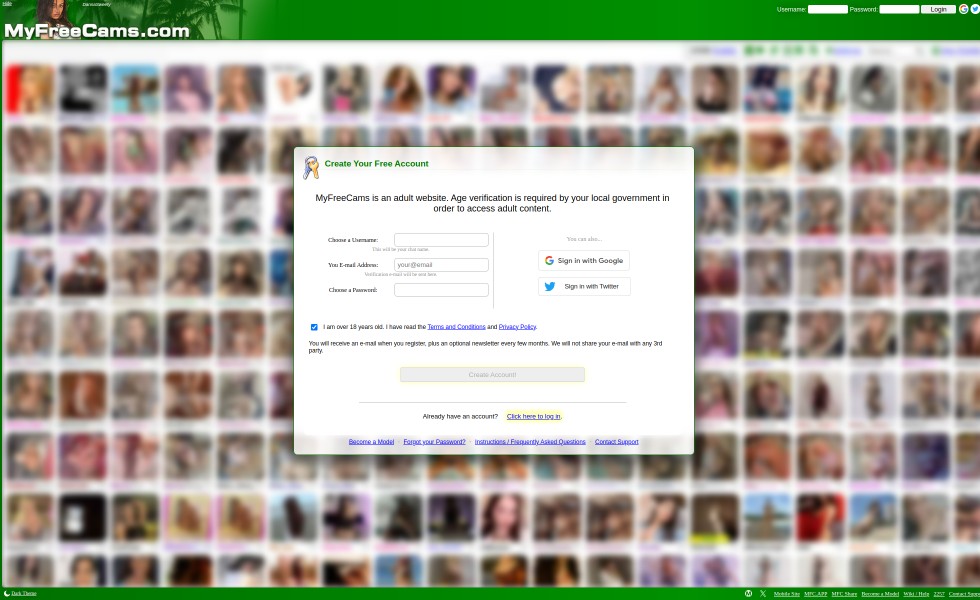 Username: Password: Login
MyFreeCams.com
Create Your Free Account
MyFreeCams is an adult website. Age verification is required by your local government in
order to access adult content.
Choose a Username:
This will be your chat name.
You E-mail Address: your@email
Verification e-mail will be sent here.
Choose a Password:
You can also...
Sign in with Google
Sign in with Twitter
I am over 18 years old. I have read the Terms and Conditions and Privacy Policy.
You will receive an e-mail when you register, plus an optional newsletter every few months. We will not share your e-mail with any 3rd
party.
Create Account!
Already have an account? Click here to log in.
Become a Model · Forgot your Password? · Instructions / Frequently Asked Questions · Contact Support
Dark Theme
Mobile Site MFC.APP MFC Share Become a Model Wiki / Help 2257 Contact